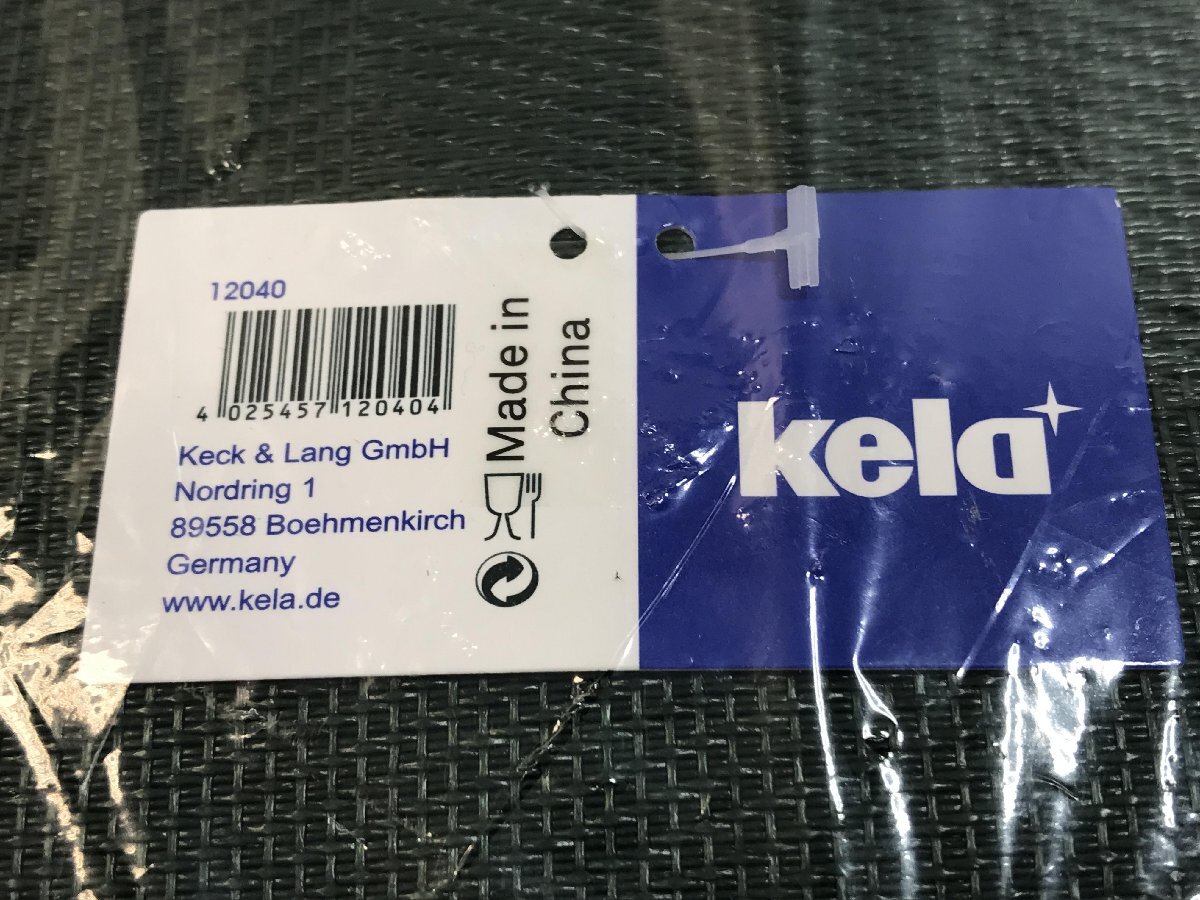 12040
4 025457 120404
Keck & Lang GmbH
Nordring 1
89558 Boehmenkirch
Germany
www.kela.de
Made in
China
kela